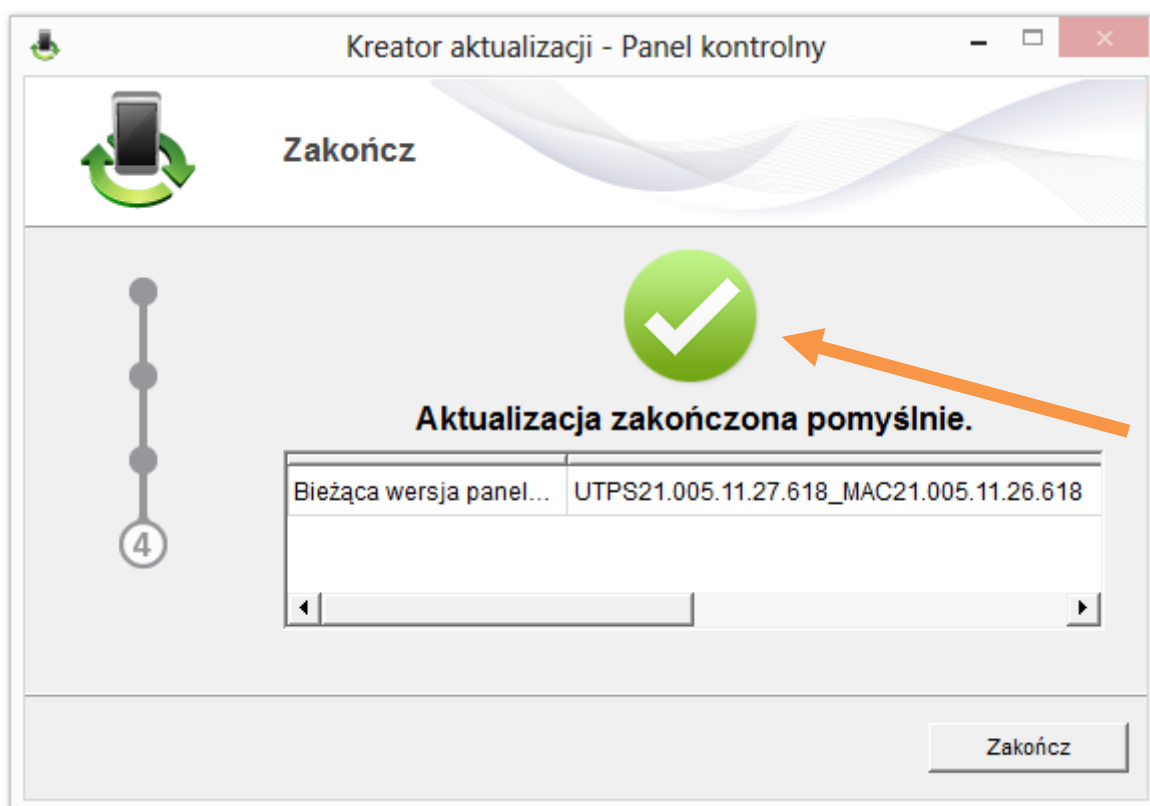 Kreator aktualizacji - Panel kontrolny
Zakończ
Aktualizacja zakończona pomyślnie.
Bieżąca wersja panel... UTPS21.005.11.27.618_MAC21.005.11.26.618
4
Zakończ